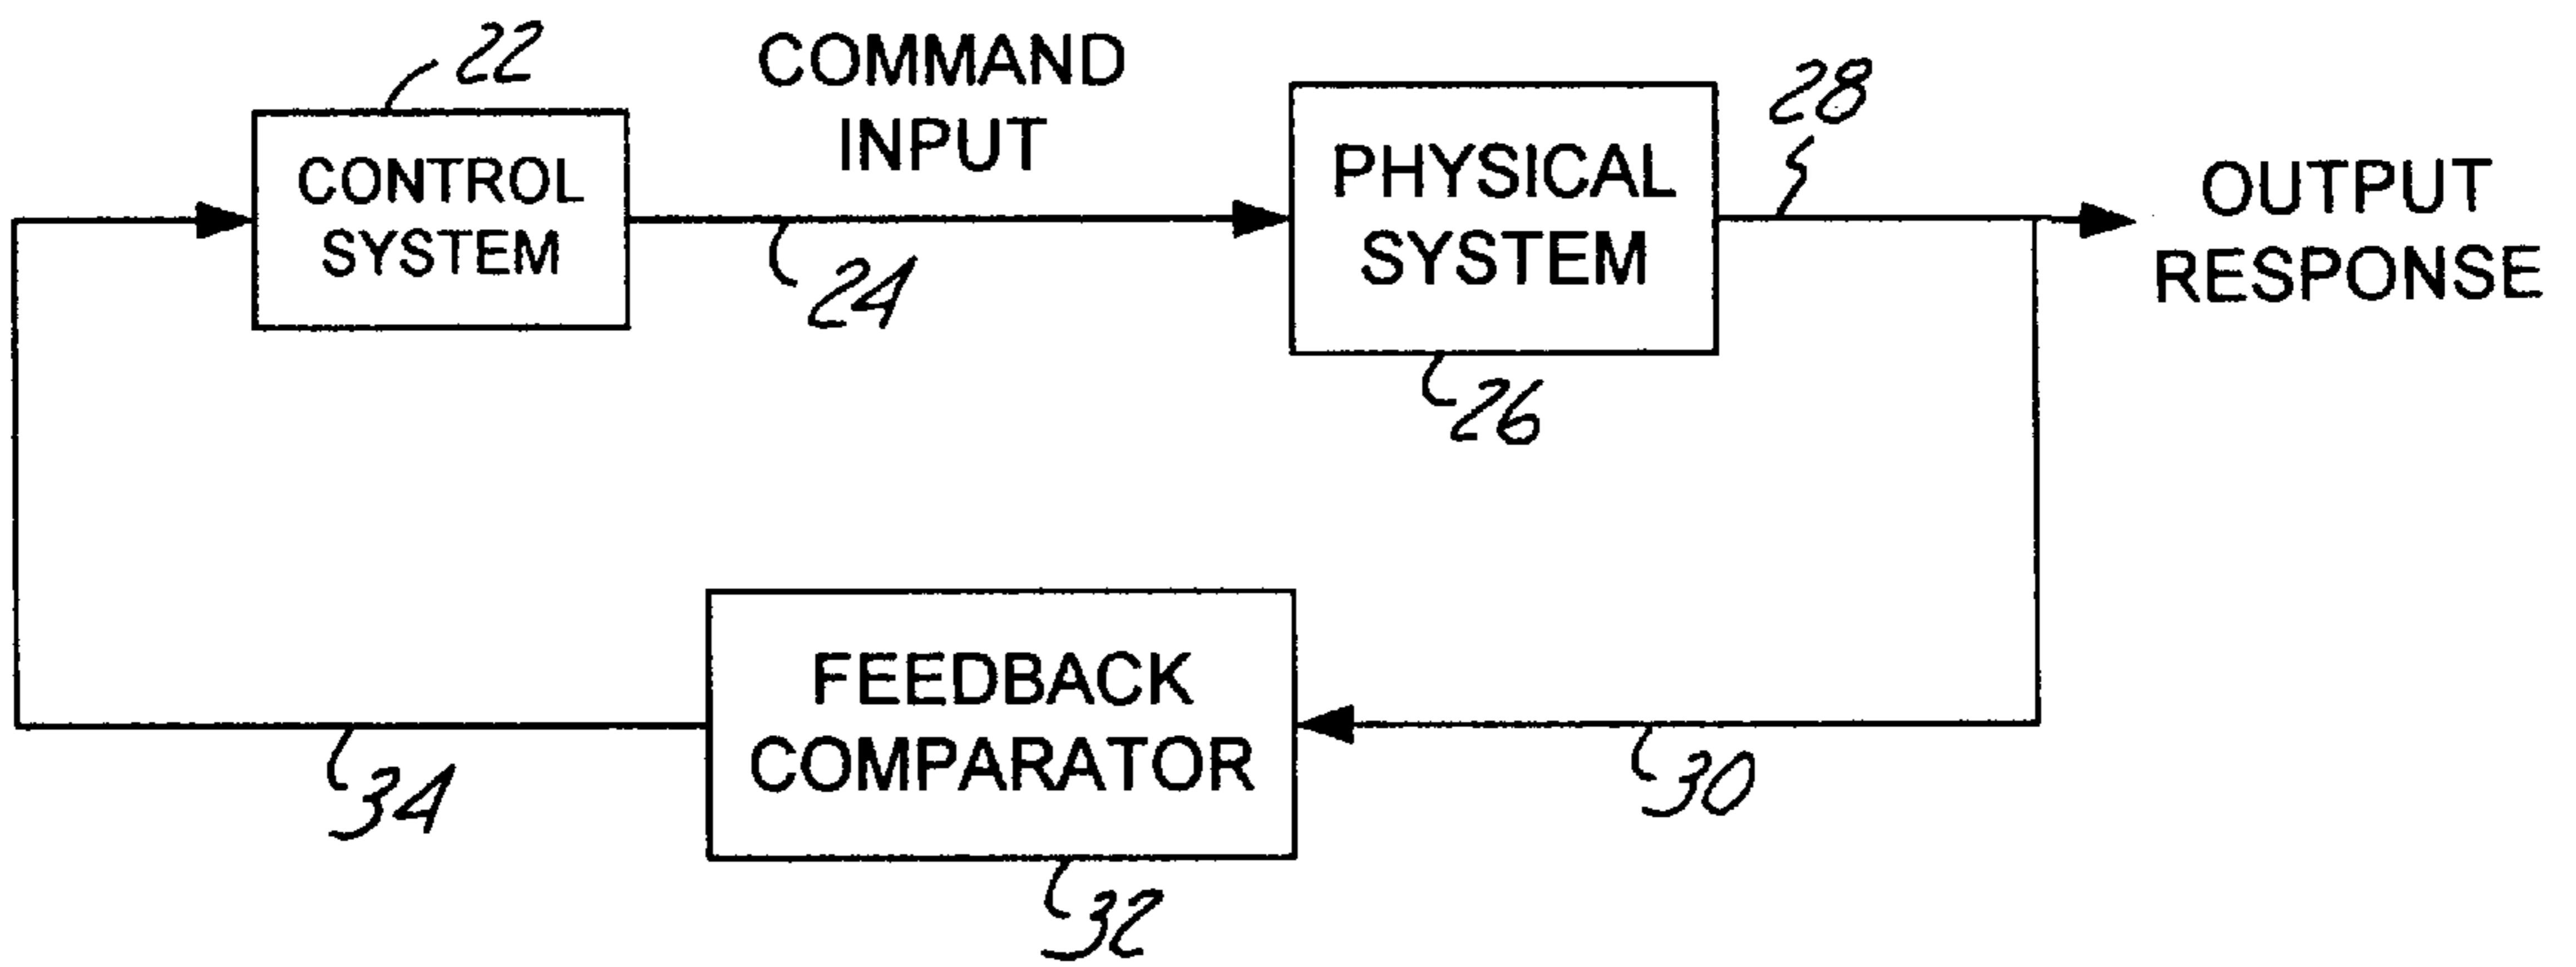 22
COMMAND
INPUT
28
CONTROL
SYSTEM
PHYSICAL
SYSTEM
OUTPUT
RESPONSE
24
26
FEEDBACK
COMPARATOR
34
30
32